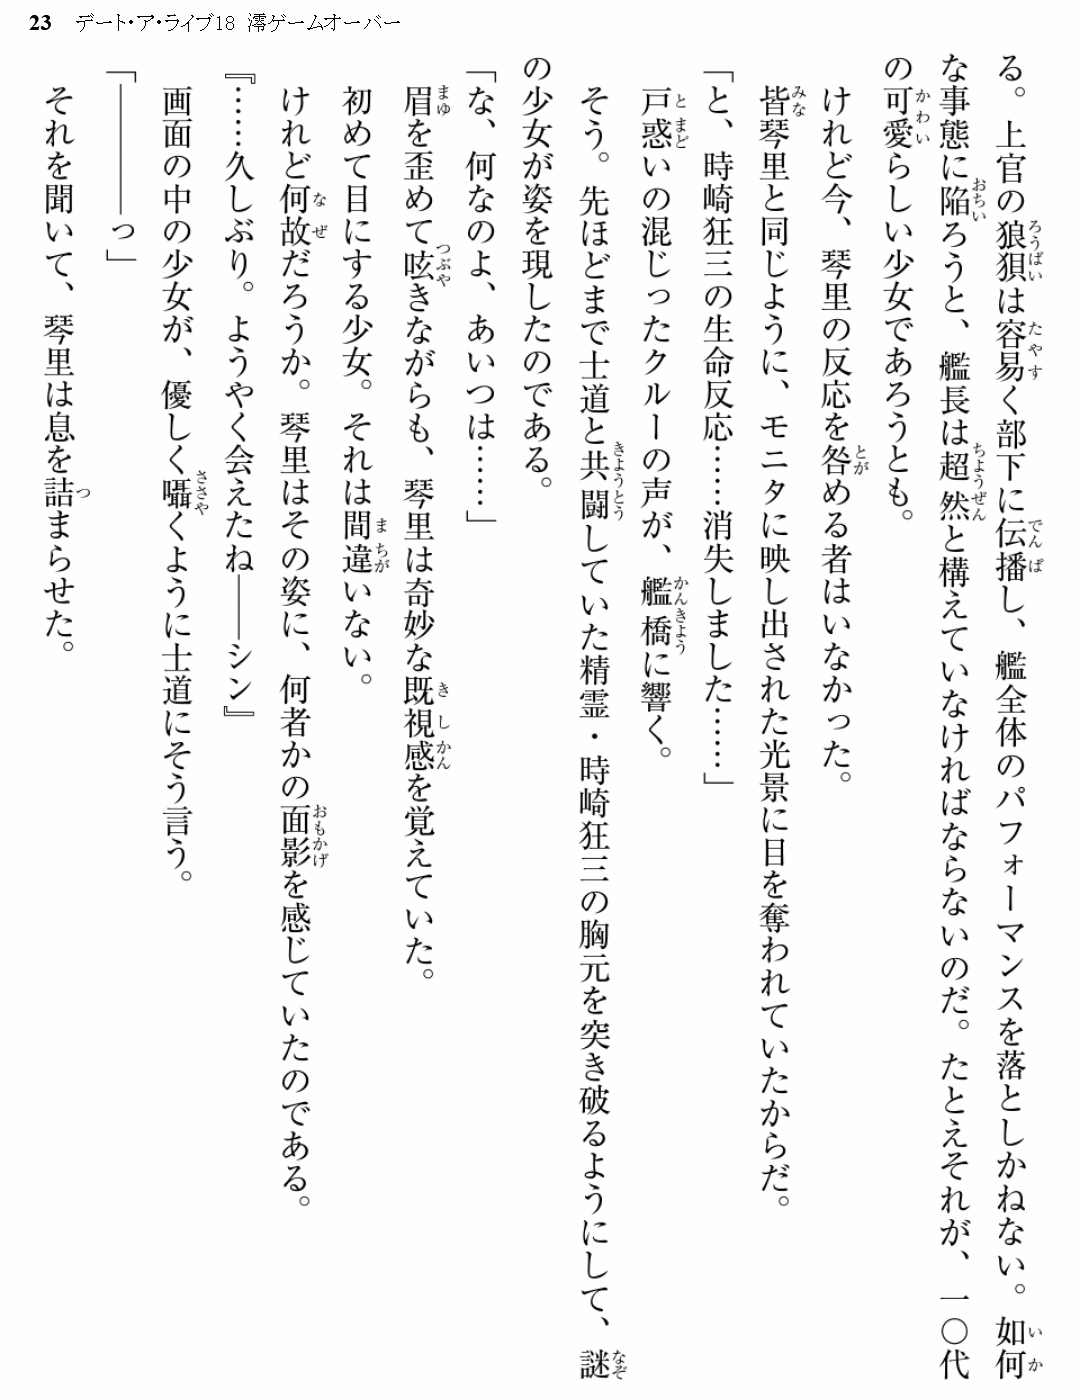 23　デート・ア・ライブ18 澪ゲームオーバー
る。上官の狼狽は容易く部下に伝播し、艦全体のパフォーマンスを落としかねない。如何
な事態に陥ろうと、艦長は超然と構えていなければならないのだ。たとえそれが、一〇代
の可愛らしい少女であろうとも。
けれど今、琴里の反応を咎める者はいなかった。
皆琴里と同じように、モニタに映し出された光景に目を奪われていたからだ。
「と、時崎狂三の生命反応……消失しました……」
戸惑いの混じったクルーの声が、艦橋に響く。
そう。先ほどまで士道と共闘していた精霊・時崎狂三の胸元を突き破るようにして、謎
の少女が姿を現したのである。
「な、何なのよ、あいつは……」
眉を歪めて呟きながらも、琴里は奇妙な既視感を覚えていた。
初めて目にする少女。それは間違いない。
けれど何故だろうか。琴里はその姿に、何者かの面影を感じていたのである。
『……久しぶり。ようやく会えたね――シン』
画面の中の少女が、優しく囁くように士道にそう言う。
「――――っ」
それを聞いて、琴里は息を詰まらせた。